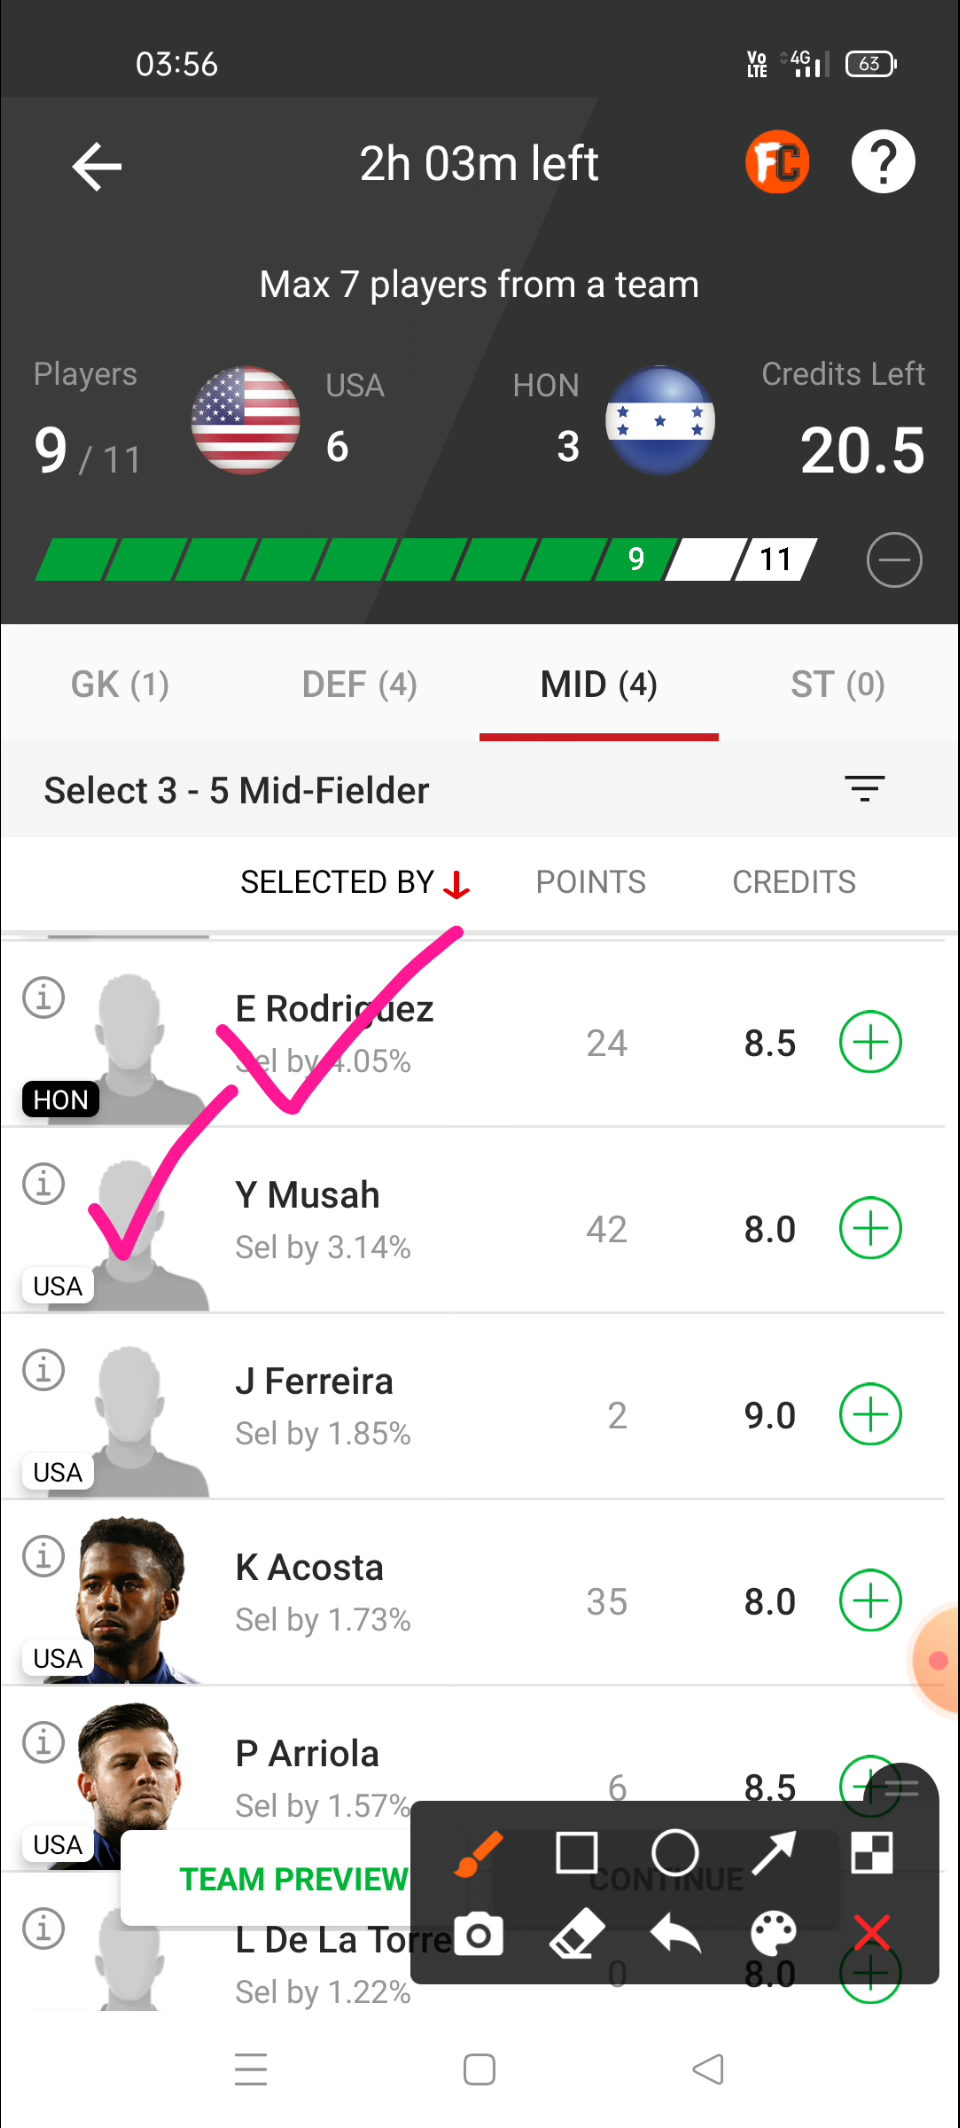 03:56
Vo LTE 4G 63
2h 03m left
FC
?
Max 7 players from a team
Players
USA
HON
Credits Left
9 / 11
6
3
20.5
9
11
GK (1)
DEF (4)
MID (4)
ST (0)
Select 3 - 5 Mid-Fielder
SELECTED BY
POINTS
CREDITS
E Rodriguez
Sel by 4.05%
24
8.5
HON
Y Musah
Sel by 3.14%
42
8.0
USA
J Ferreira
Sel by 1.85%
2
9.0
USA
K Acosta
Sel by 1.73%
35
8.0
USA
P Arriola
Sel by 1.57%
6
8.5
USA
TEAM PREVIEW
CONTINUE
L De La Torre
Sel by 1.22%
0
8.0